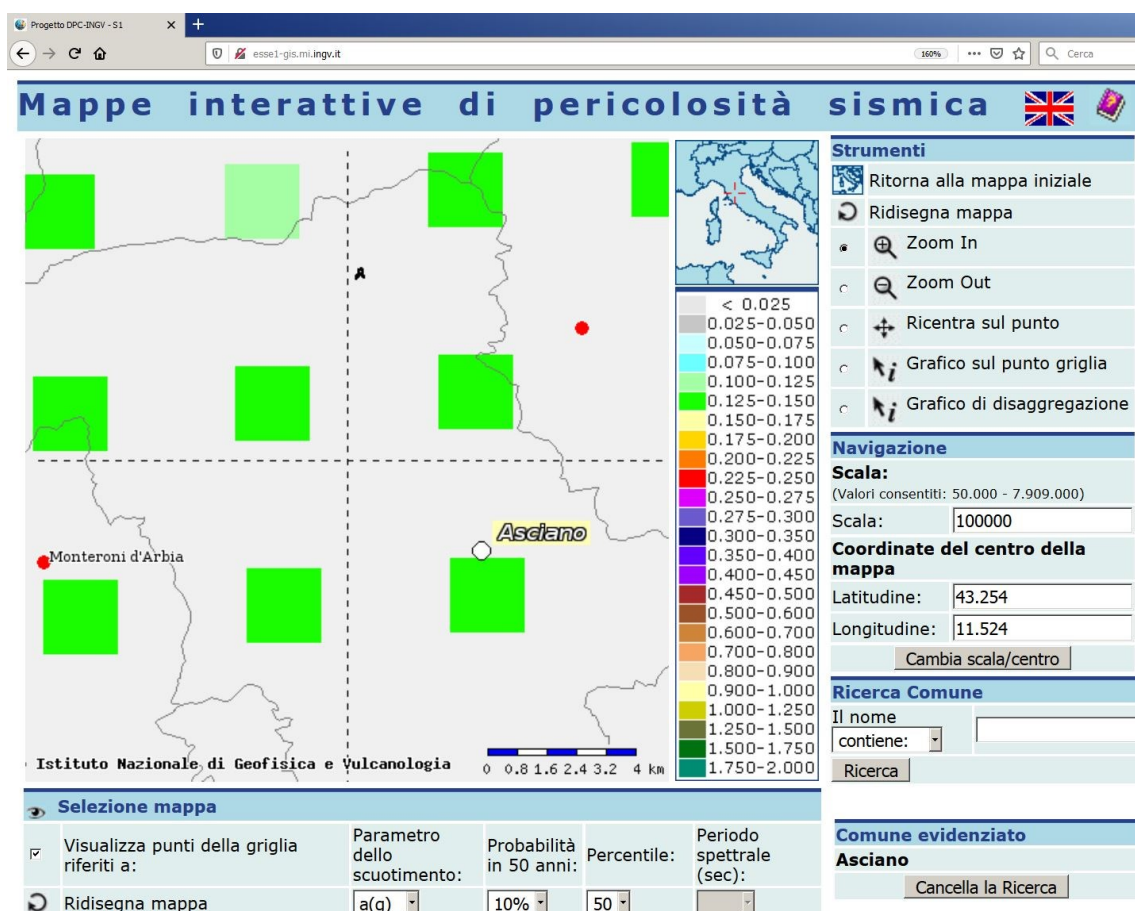 Progetto DPC-INGV - S1
esse1-gis.mi.ingv.it
160%
Cerca
Mappe interattive di pericolosità sismica
Asciano
Monteroni d'Arbia
Istituto Nazionale di Geofisica e Vulcanologia
0 0.8 1.6 2.4 3.2 4 km
< 0.025
0.025-0.050
0.050-0.075
0.075-0.100
0.100-0.125
0.125-0.150
0.150-0.175
0.175-0.200
0.200-0.225
0.225-0.250
0.250-0.275
0.275-0.300
0.300-0.350
0.350-0.400
0.400-0.450
0.450-0.500
0.500-0.600
0.600-0.700
0.700-0.800
0.800-0.900
0.900-1.000
1.000-1.250
1.250-1.500
1.500-1.750
1.750-2.000
Strumenti
Ritorna alla mappa iniziale
Ridisegna mappa
Zoom In
Zoom Out
Ricentra sul punto
Grafico sul punto griglia
Grafico di disaggregazione
Navigazione
Scala:
(Valori consentiti: 50.000 - 7.909.000)
Scala: 100000
Coordinate del centro della
mappa
Latitudine: 43.254
Longitudine: 11.524
Cambia scala/centro
Ricerca Comune
Il nome
contiene:
Ricerca
Comune evidenziato
Asciano
Cancella la Ricerca
Selezione mappa
Visualizza punti della griglia
riferiti a:
Parametro
dello
scuotimento:
Probabilità
in 50 anni:
Percentile:
Periodo
spettrale
(sec):
Ridisegna mappa
a(g)
10%
50